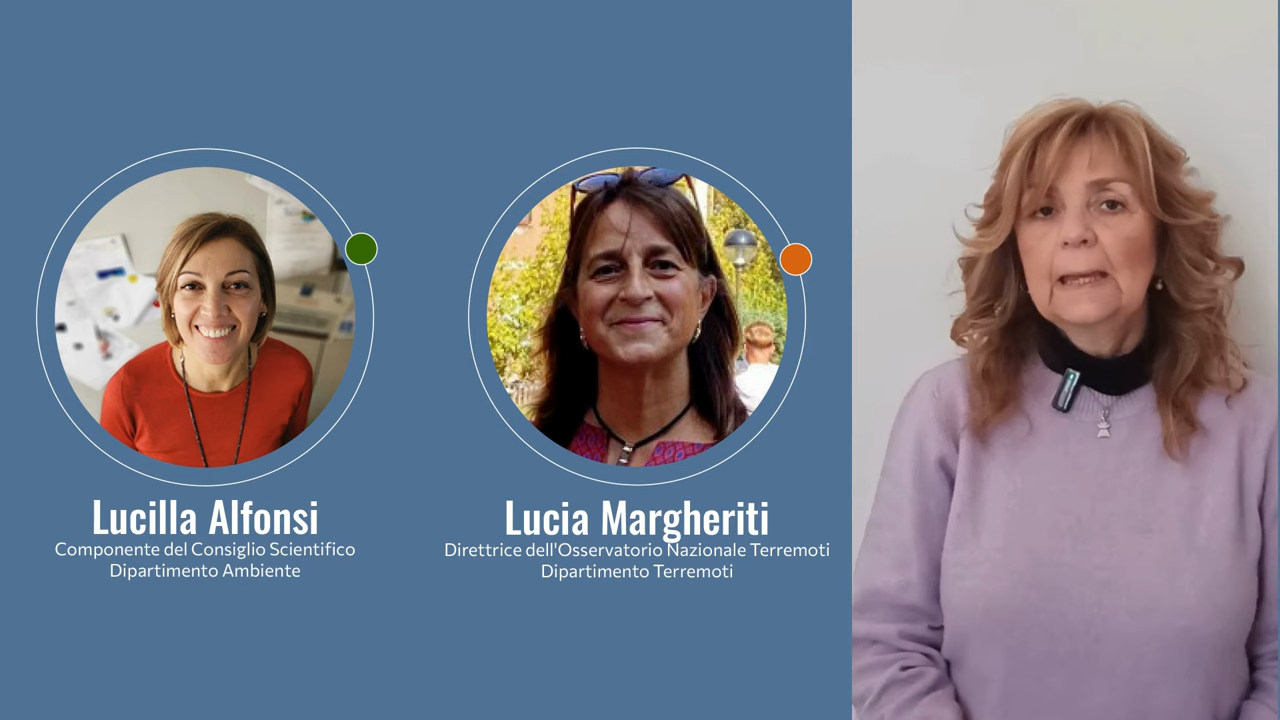 Lucilla Alfonsi
Componente del Consiglio Scientifico
Dipartimento Ambiente
Lucia Margheriti
Direttrice dell'Osservatorio Nazionale Terremoti
Dipartimento Terremoti